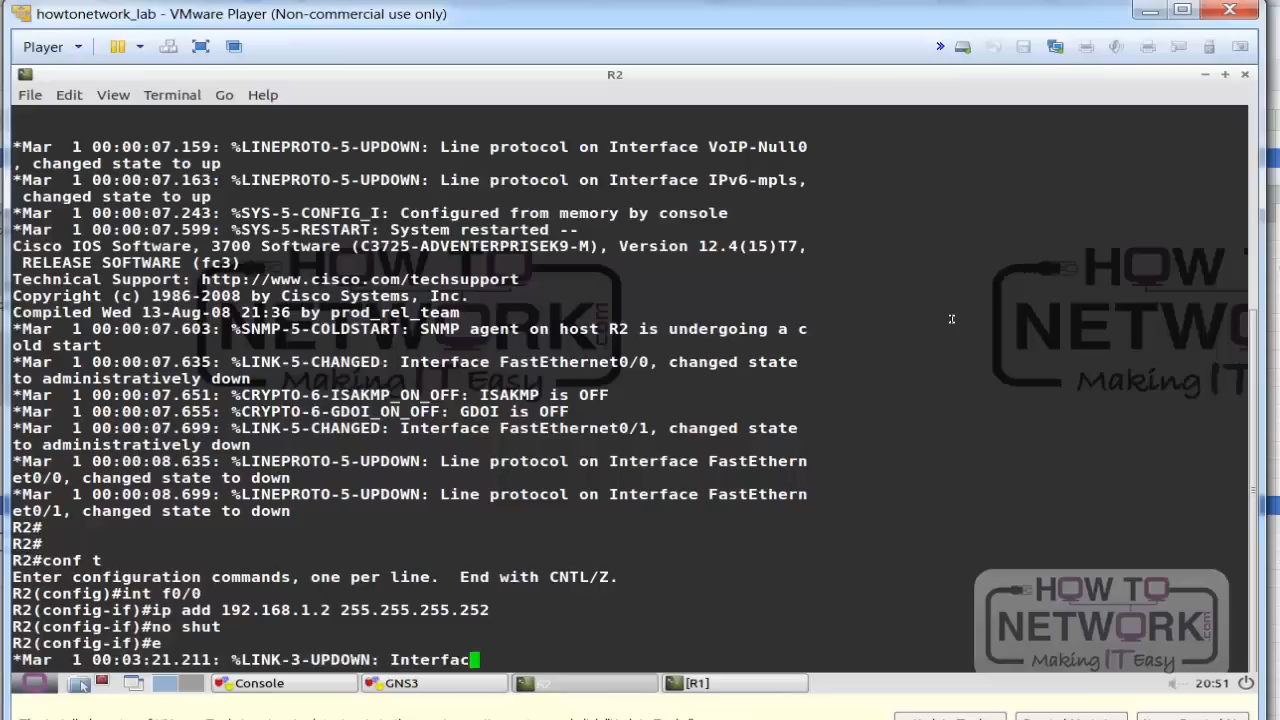 howtonetwork_lab - VMware Player (Non-commercial use only)
Player
R2
File Edit View Terminal Go Help
*Mar  1 00:00:07.159: %LINEPROTO-5-UPDOWN: Line protocol on Interface VoIP-Null0
, changed state to up
*Mar  1 00:00:07.163: %LINEPROTO-5-UPDOWN: Line protocol on Interface IPv6-mpls,
 changed state to up
*Mar  1 00:00:07.243: %SYS-5-CONFIG_I: Configured from memory by console
*Mar  1 00:00:07.599: %SYS-5-RESTART: System restarted --
Cisco IOS Software, 3700 Software (C3725-ADVENTERPRISEK9-M), Version 12.4(15)T7,
 RELEASE SOFTWARE (fc3)
Technical Support: http://www.cisco.com/techsupport
Copyright (c) 1986-2008 by Cisco Systems, Inc.
Compiled Wed 13-Aug-08 21:36 by prod_rel_team
*Mar  1 00:00:07.603: %SNMP-5-COLDSTART: SNMP agent on host R2 is undergoing a c
old start
*Mar  1 00:00:07.635: %LINK-5-CHANGED: Interface FastEthernet0/0, changed state
to administratively down
*Mar  1 00:00:07.651: %CRYPTO-6-ISAKMP_ON_OFF: ISAKMP is OFF
*Mar  1 00:00:07.655: %CRYPTO-6-GDOI_ON_OFF: GDOI is OFF
*Mar  1 00:00:07.699: %LINK-5-CHANGED: Interface FastEthernet0/1, changed state
to administratively down
*Mar  1 00:00:08.635: %LINEPROTO-5-UPDOWN: Line protocol on Interface FastEthern
et0/0, changed state to down
*Mar  1 00:00:08.699: %LINEPROTO-5-UPDOWN: Line protocol on Interface FastEthern
et0/1, changed state to down
R2#
R2#
R2#conf t
Enter configuration commands, one per line.  End with CNTL/Z.
R2(config)#int f0/0
R2(config-if)#ip add 192.168.1.2 255.255.255.252
R2(config-if)#no shut
R2(config-if)#e
*Mar  1 00:03:21.211: %LINK-3-UPDOWN: Interfac
HOW TO
NETWORK.com
Making IT Easy
HOW TO
NETWO
Making IT
HOW TO
NETWORK.com
Making IT Easy
Console
GNS3
R2
[R1]
20:51